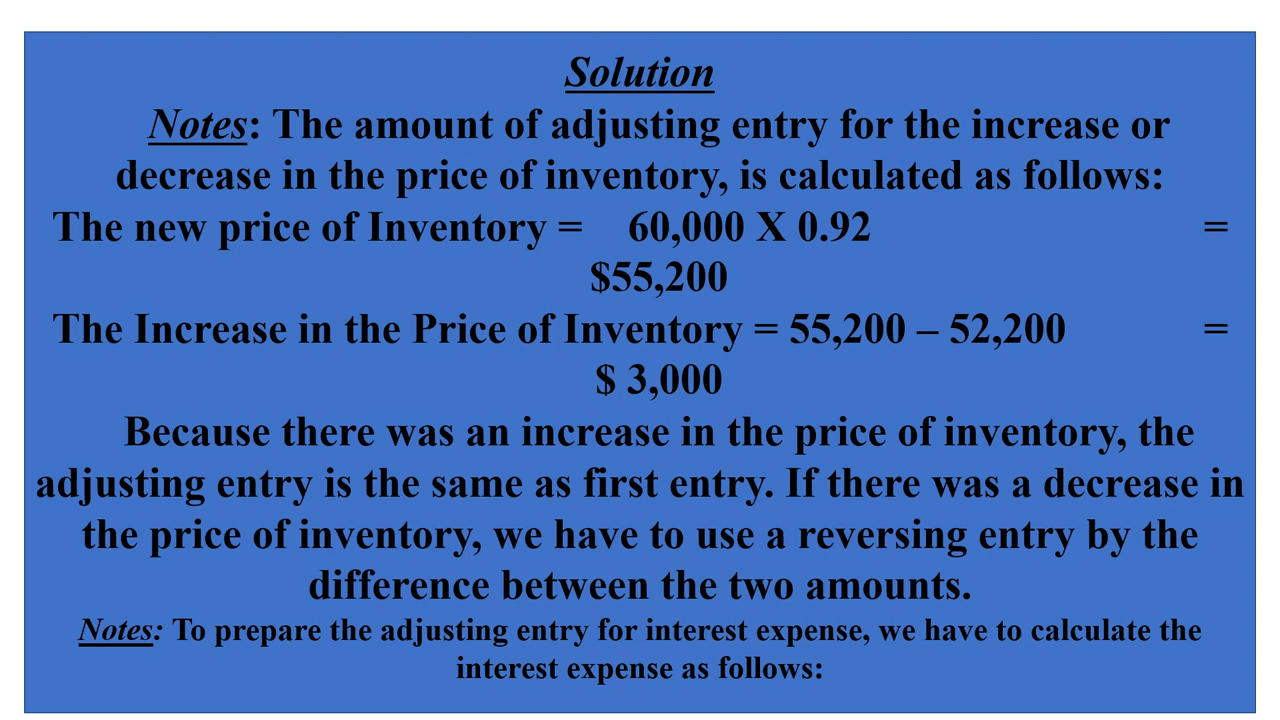 Solution
Notes: The amount of adjusting entry for the increase or
decrease in the price of inventory, is calculated as follows:
The new price of Inventory = 60,000 X 0.92 =
$55,200
The Increase in the Price of Inventory = 55,200 – 52,200 =
$ 3,000
Because there was an increase in the price of inventory, the
adjusting entry is the same as first entry. If there was a decrease in
the price of inventory, we have to use a reversing entry by the
difference between the two amounts.
Notes: To prepare the adjusting entry for interest expense, we have to calculate the
interest expense as follows: